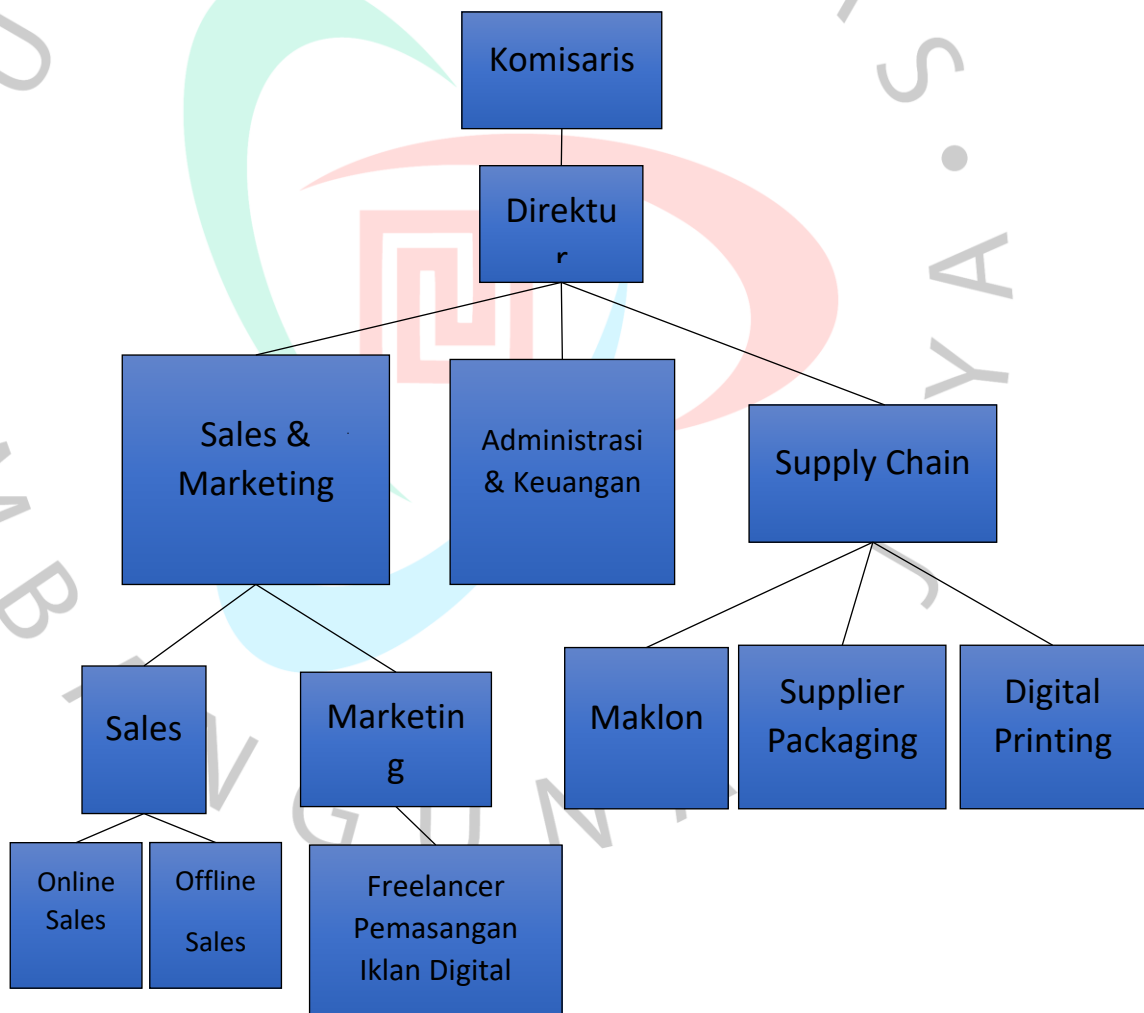 Komisaris
Direktu
r
Sales &
Marketing
Administrasi
& Keuangan
Supply Chain
Sales
Marketin
g
Maklon
Supplier
Packaging
Digital
Printing
Online
Sales
Offline
Sales
Freelancer
Pemasangan
Iklan Digital